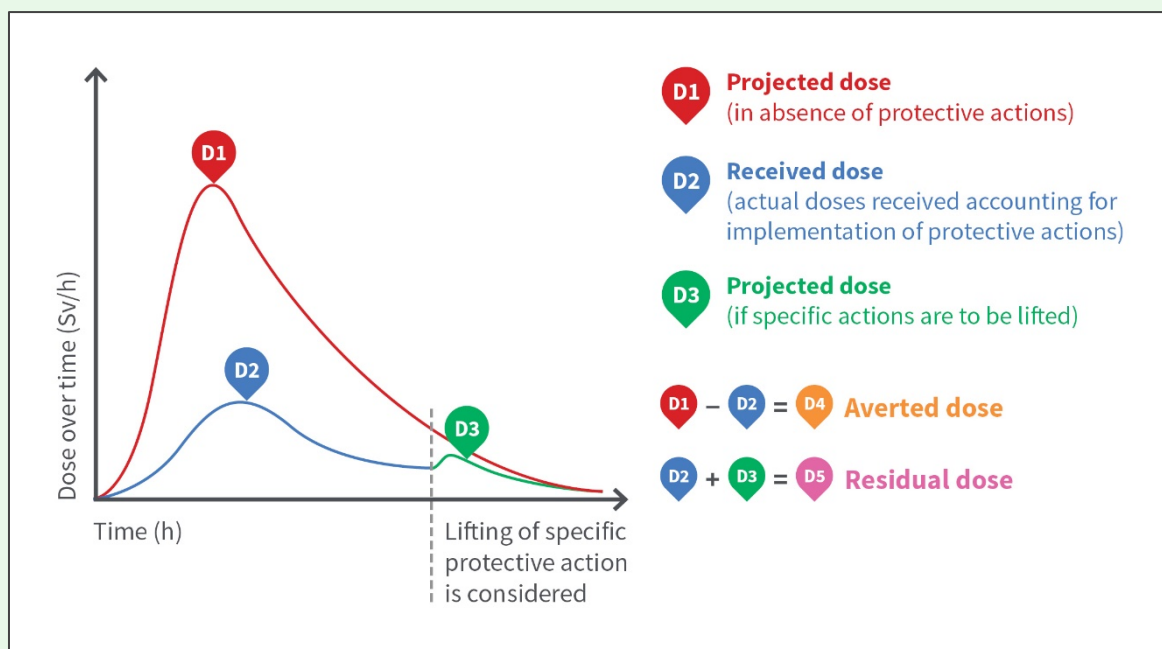 D1
D2
D3
Dose over time (Sv/h)
Time (h)
Lifting of specific
protective action
is considered
D1 Projected dose
(in absence of protective actions)
D2 Received dose
(actual doses received accounting for
implementation of protective actions)
D3 Projected dose
(if specific actions are to be lifted)
D1 – D2 = D4 Averted dose
D2 + D3 = D5 Residual dose